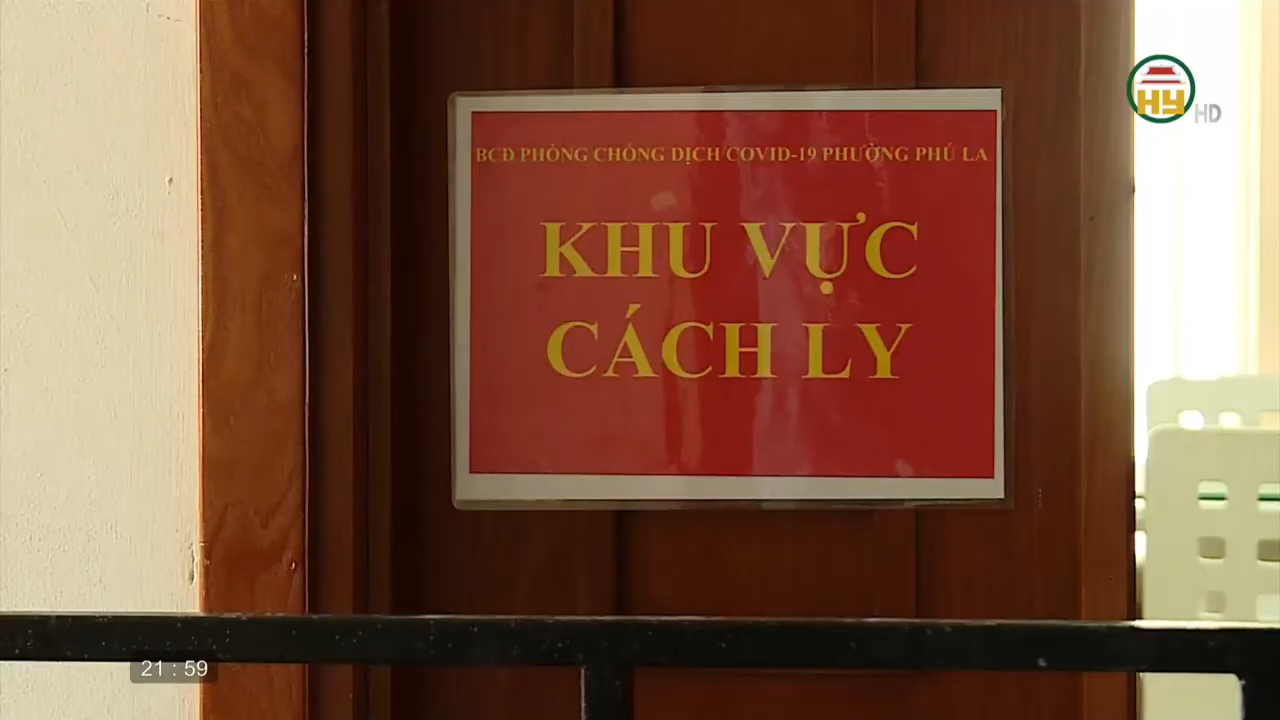 HY HD
BCĐ PHÒNG CHỐNG DỊCH COVID-19 PHƯỜNG PHÚ LA
KHU VỰC
CÁCH LY
21 : 59